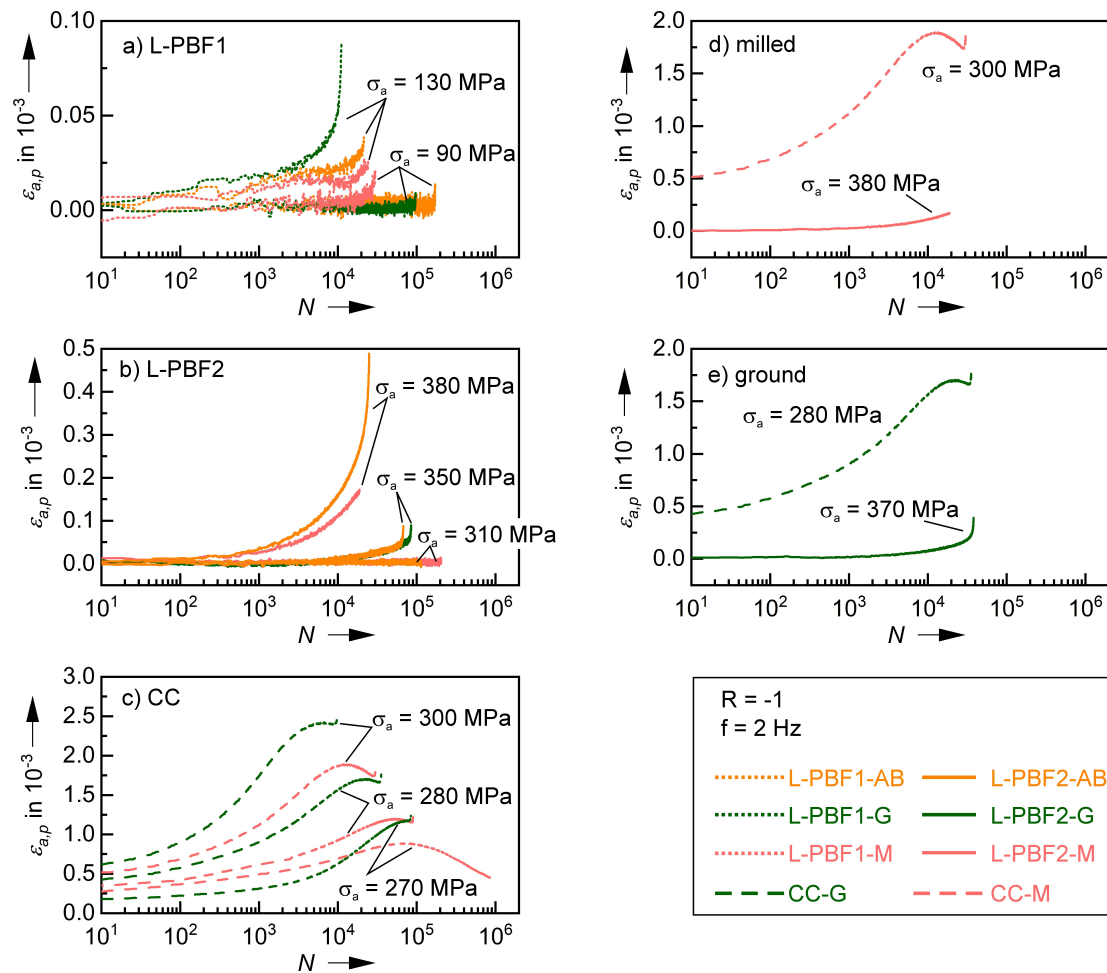 a) L-PBF1
0.10
0.05
0.00
εa,p in 10-3
σa = 130 MPa
σa = 90 MPa
101 102 103 104 105 106
N
b) L-PBF2
0.5
0.4
0.3
0.2
0.1
0.0
εa,p in 10-3
σa = 380 MPa
σa = 350 MPa
σa = 310 MPa
101 102 103 104 105 106
N
c) CC
3.0
2.5
2.0
1.5
1.0
0.5
0.0
εa,p in 10-3
σa = 300 MPa
σa = 280 MPa
σa = 270 MPa
101 102 103 104 105 106
N
d) milled
2.0
1.5
1.0
0.5
0.0
εa,p in 10-3
σa = 300 MPa
σa = 380 MPa
101 102 103 104 105 106
N
e) ground
2.0
1.5
1.0
0.5
0.0
εa,p in 10-3
σa = 280 MPa
σa = 370 MPa
101 102 103 104 105 106
N
R = -1
f = 2 Hz
L-PBF1-AB L-PBF2-AB
L-PBF1-G L-PBF2-G
L-PBF1-M L-PBF2-M
CC-G CC-M